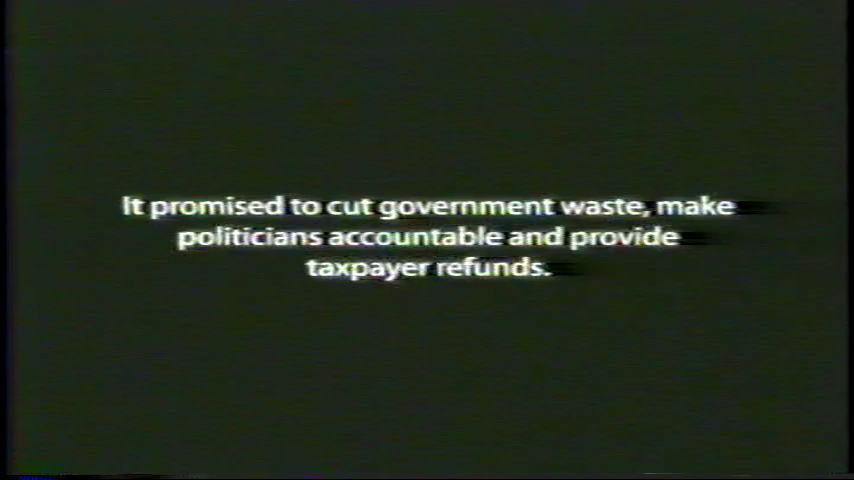 It promised to cut government waste, make
politicians accountable and provide
taxpayer refunds.